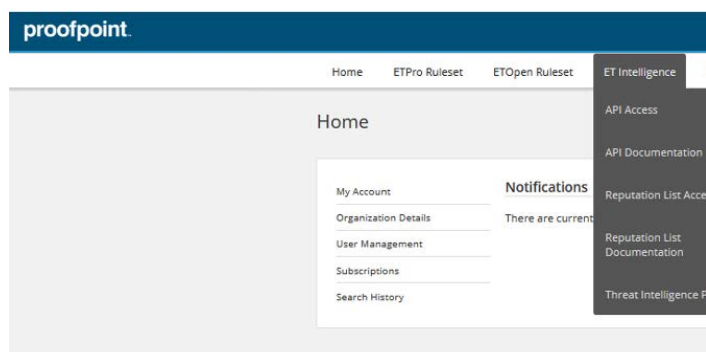 proofpoint.
Home ETPro Ruleset ETOpen Ruleset ET Intelligence
API Access
Home
API Documentation
My Account
Notifications
Reputation List
Organization Details
There are current
User Management
Reputation List
Documentation
Subscriptions
Search History
Threat Intelligence